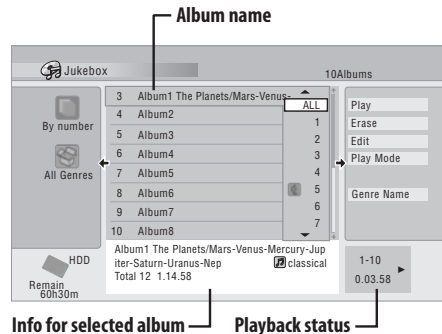 Album name
Jukebox
10Albums
By number
All Genres
3 Album1 The Planets/Mars-Venus-
4 Album2
5 Album3
6 Album4
7 Album5
8 Album6
9 Album7
10 Album8
ALL
1
2
3
4
5
6
7
Play
Erase
Edit
Play Mode
Genre Name
HDD
Remain
60h30m
Album1 The Planets/Mars-Venus-Mercury-Jup
iter-Saturn-Uranus-Nep classical
Total 12 1.14.58
1-10
0.03.58
Info for selected album
Playback status